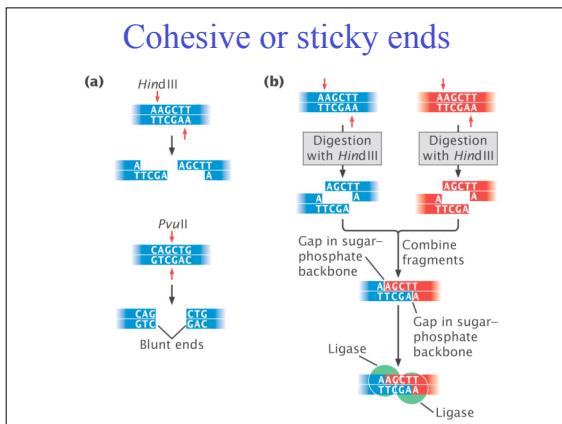 Cohesive or sticky ends
(a)
HindIII
AAGCTT
TTCGAA
A AGCTT
TTCGA A
PvuII
CAGCTG
GTCGAC
CAG CTG
GTC GAC
Blunt ends
(b)
AAGCTT
TTCGAA
AAGCTT
TTCGAA
Digestion
with HindIII
Digestion
with HindIII
AGCTT
A A
TTCGA
AGCTT
A A
TTCGA
Gap in sugar–
phosphate
backbone
Combine
fragments
AAGCTT
TTCGAA
Gap in sugar–
phosphate
backbone
Ligase
AAGCTT
TTCGAA
Ligase